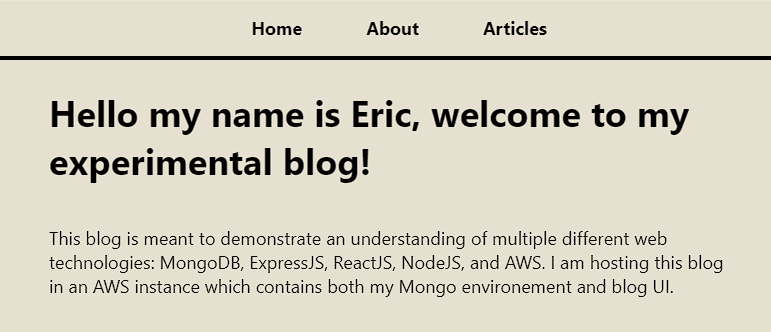 Home About Articles
Hello my name is Eric, welcome to my
experimental blog!
This blog is meant to demonstrate an understanding of multiple different web
technologies: MongoDB, ExpressJS, ReactJS, NodeJS, and AWS. I am hosting this blog
in an AWS instance which contains both my Mongo environement and blog UI.